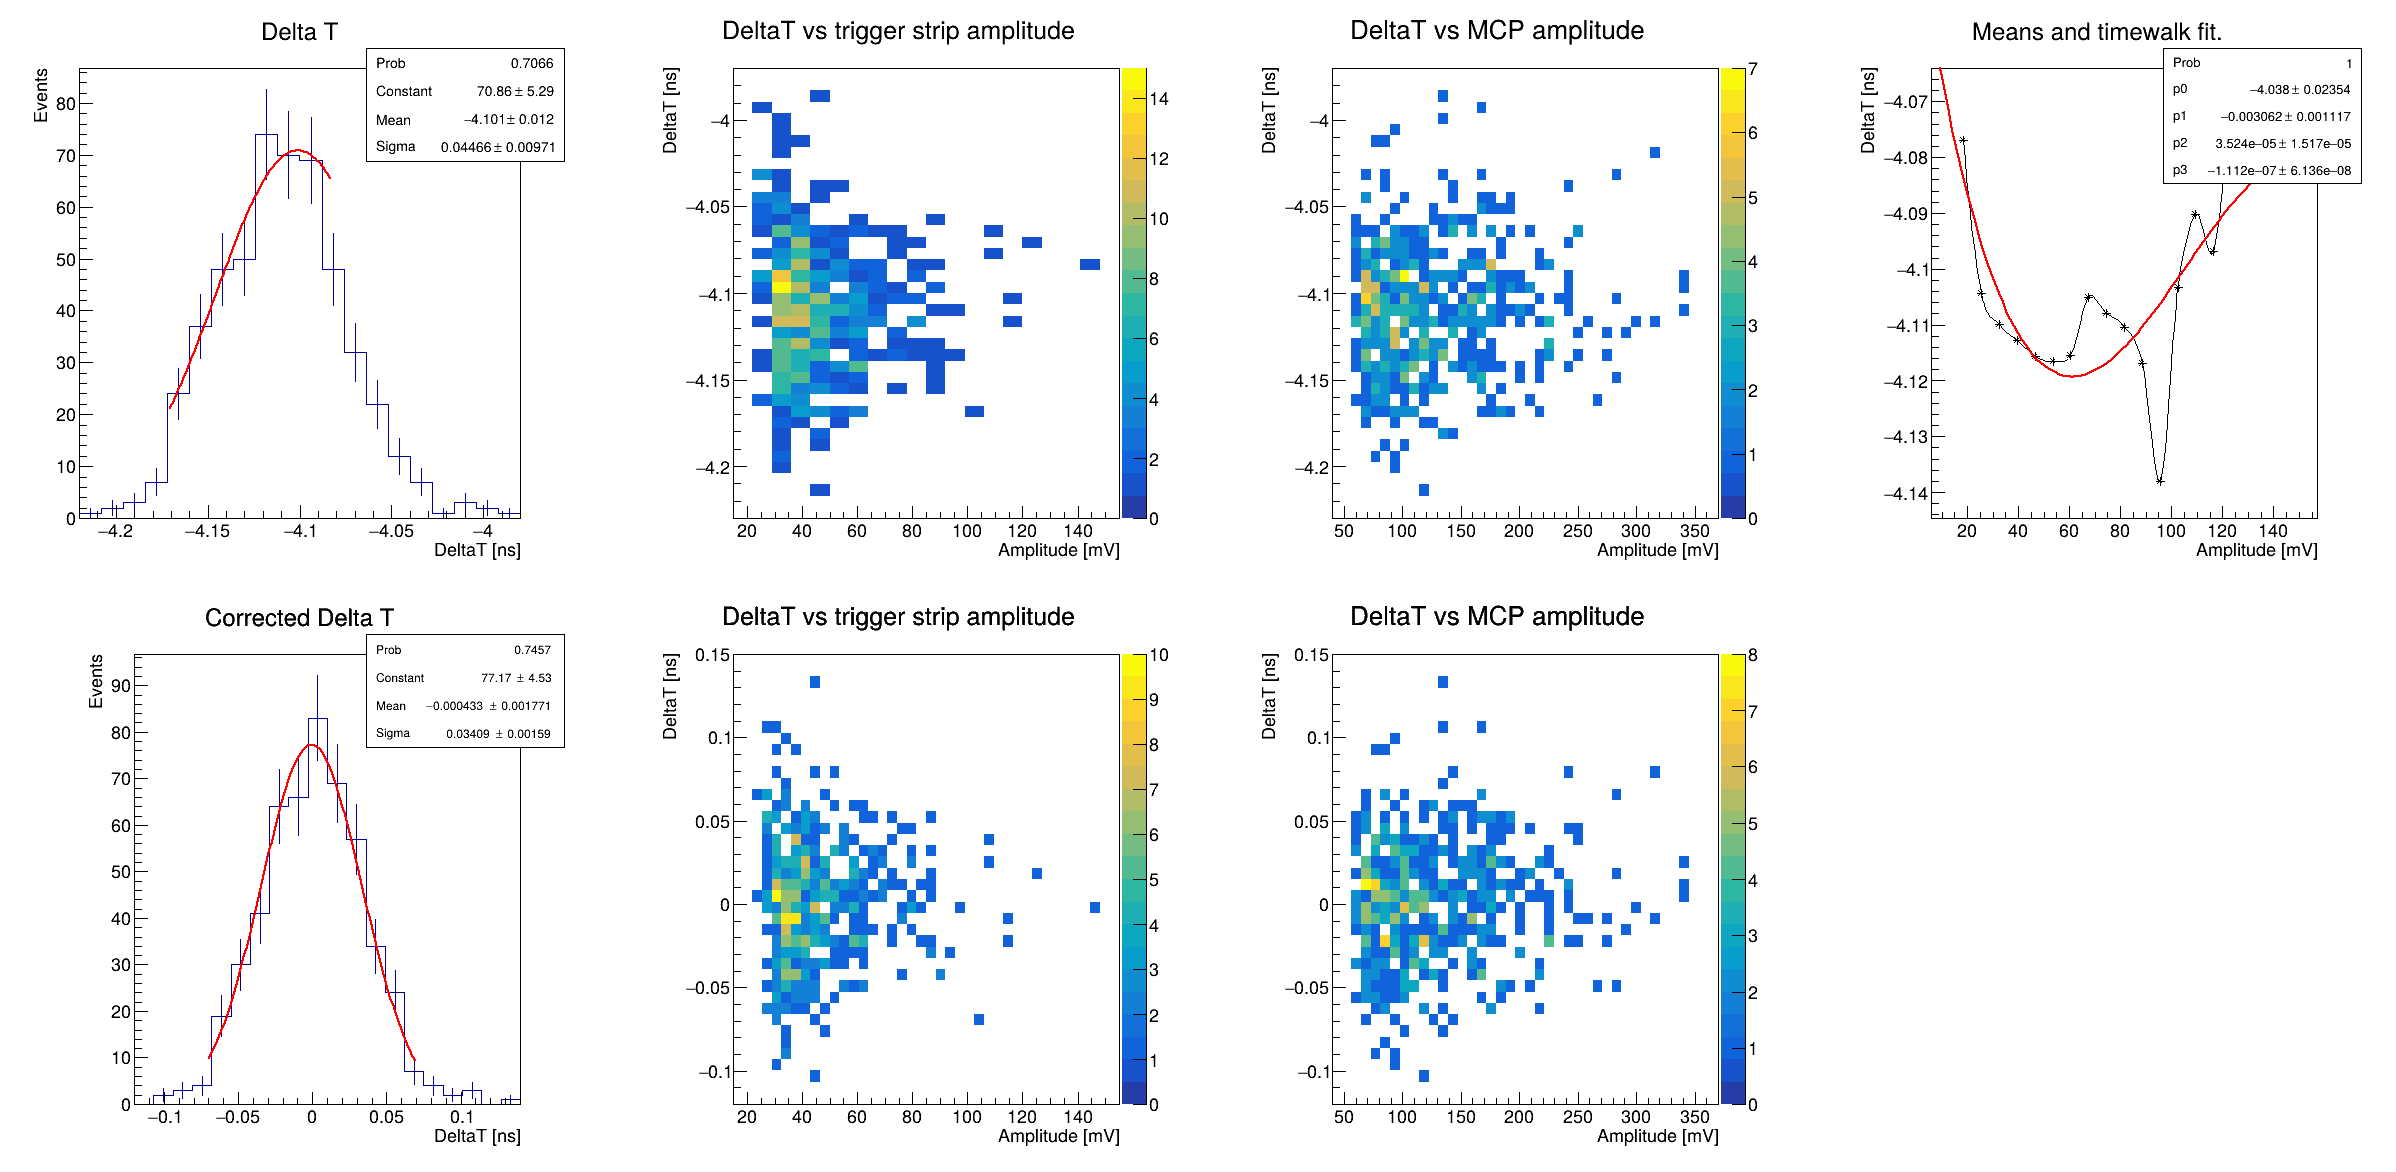 Delta T
Events
Prob 0.7066
Constant 70.86 ± 5.29
Mean −4.101 ± 0.012
Sigma 0.04466 ± 0.00971
80
70
60
50
40
30
20
10
0
−4.2 −4.15 −4.1 −4.05 −4
DeltaT [ns]
DeltaT vs trigger strip amplitude
DeltaT [ns]
−4
−4.05
−4.1
−4.15
−4.2
20 40 60 80 100 120 140
Amplitude [mV]
14
12
10
8
6
4
2
0
DeltaT vs MCP amplitude
DeltaT [ns]
−4
−4.05
−4.1
−4.15
−4.2
50 100 150 200 250 300 350
Amplitude [mV]
7
6
5
4
3
2
1
0
Means and timewalk fit.
DeltaT [ns]
Prob 1
p0 −4.038 ± 0.02354
p1 −0.003062 ± 0.001117
p2 3.524e−05 ± 1.517e−05
p3 −1.112e−07 ± 6.136e−08
−4.07
−4.08
−4.09
−4.1
−4.11
−4.12
−4.13
−4.14
20 40 60 80 100 120 140
Amplitude [mV]
Corrected Delta T
Events
Prob 0.7457
Constant 77.17 ± 4.53
Mean −0.000433 ± 0.001771
Sigma 0.03409 ± 0.00159
90
80
70
60
50
40
30
20
10
0
−0.1 −0.05 0 0.05 0.1
DeltaT [ns]
DeltaT vs trigger strip amplitude
DeltaT [ns]
0.15
0.1
0.05
0
−0.05
−0.1
20 40 60 80 100 120 140
Amplitude [mV]
10
9
8
7
6
5
4
3
2
1
0
DeltaT vs MCP amplitude
DeltaT [ns]
0.15
0.1
0.05
0
−0.05
−0.1
50 100 150 200 250 300 350
Amplitude [mV]
8
7
6
5
4
3
2
1
0